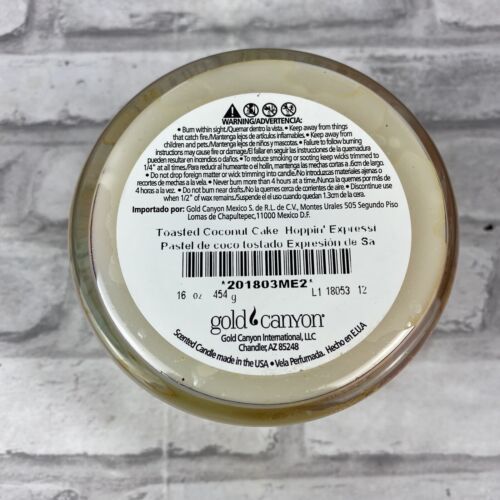 WARNING/ADVERTENCIA:
• Burn within sight./Quemar dentro la vista. • Keep away from things
that catch fire./Mantenga lejos de artículos inflamables. • Keep away from
children and pets./Mantenga lejos de niños y mascotas. • Failure to follow burning
instructions may cause fire or damage./El fallar en seguir las instrucciones de la quemadura
pueden resultar en incendios o daños. • To reduce smoking or sooting keep wicks trimmed to
1/4" at all times./Para reducir al humeante o el hollín, mantenga las mechas cortas a .6cm de largo.
• Do not drop foreign matter or wick trimming into candle./No introduzca materiales ajenos o
recortes de mechas a la vela. • Never burn more than 4 hours at a time./Nunca queme por más de
4 horas a la vez. • Do not burn near drafts./No la queme cerca de corrientes de aire. • Discontinue use
when 1/2" of wax remains./Suspenda el uso cuando queden 1.3cm de la cera.
Importado por: Gold Canyon Mexico S. de R.L. de C.V., Montes Urales 505 Segundo Piso
Lomas de Chapultepec,11000 Mexico D.F.
Toasted Coconut Cake Hoppin' Expressi
Pastel de coco tostado Expresión de Sa
*201803ME2*
16 oz 454 g L1 18053 12
gold canyon®
Gold Canyon International, LLC
Chandler, AZ 85248
Scented Candle made in the USA • Vela Perfumada. Hecho en E.UA